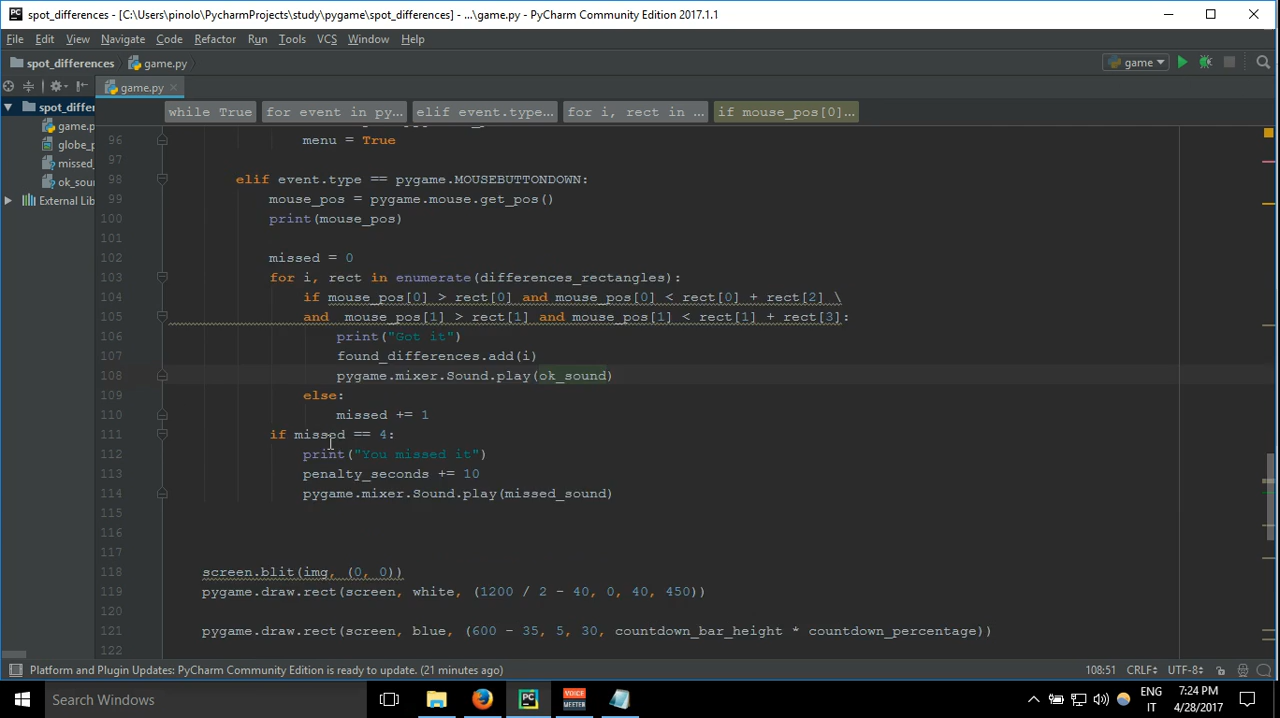 spot_differences - [C:\Users\pinolo\PycharmProjects\study\pygame\spot_differences] - ...\game.py - PyCharm Community Edition 2017.1.1
File Edit View Navigate Code Refactor Run Tools VCS Window Help
spot_differences game.py game
game.py
spot_differ
game.p
globe_p
missed_
ok_sour
External Lib
while True for event in py... elif event.type... for i, rect in ... if mouse_pos[0]...
96 menu = True
97
98 elif event.type == pygame.MOUSEBUTTONDOWN:
99 mouse_pos = pygame.mouse.get_pos()
100 print(mouse_pos)
101
102 missed = 0
103 for i, rect in enumerate(differences_rectangles):
104 if mouse_pos[0] > rect[0] and mouse_pos[0] < rect[0] + rect[2] \
105 and  mouse_pos[1] > rect[1] and mouse_pos[1] < rect[1] + rect[3]:
106 print("Got it")
107 found_differences.add(i)
108 pygame.mixer.Sound.play(ok_sound)
109 else:
110 missed += 1
111 if missed == 4:
112 print("You missed it")
113 penalty_seconds += 10
114 pygame.mixer.Sound.play(missed_sound)
115
116
117
118 screen.blit(img, (0, 0))
119 pygame.draw.rect(screen, white, (1200 / 2 - 40, 0, 40, 450))
120
121 pygame.draw.rect(screen, blue, (600 - 35, 5, 30, countdown_bar_height * countdown_percentage))
122
Platform and Plugin Updates: PyCharm Community Edition is ready to update. (21 minutes ago) 108:51 CRLF UTF-8
Search Windows PC VOICE MEETER ENG IT 7:24 PM 4/28/2017